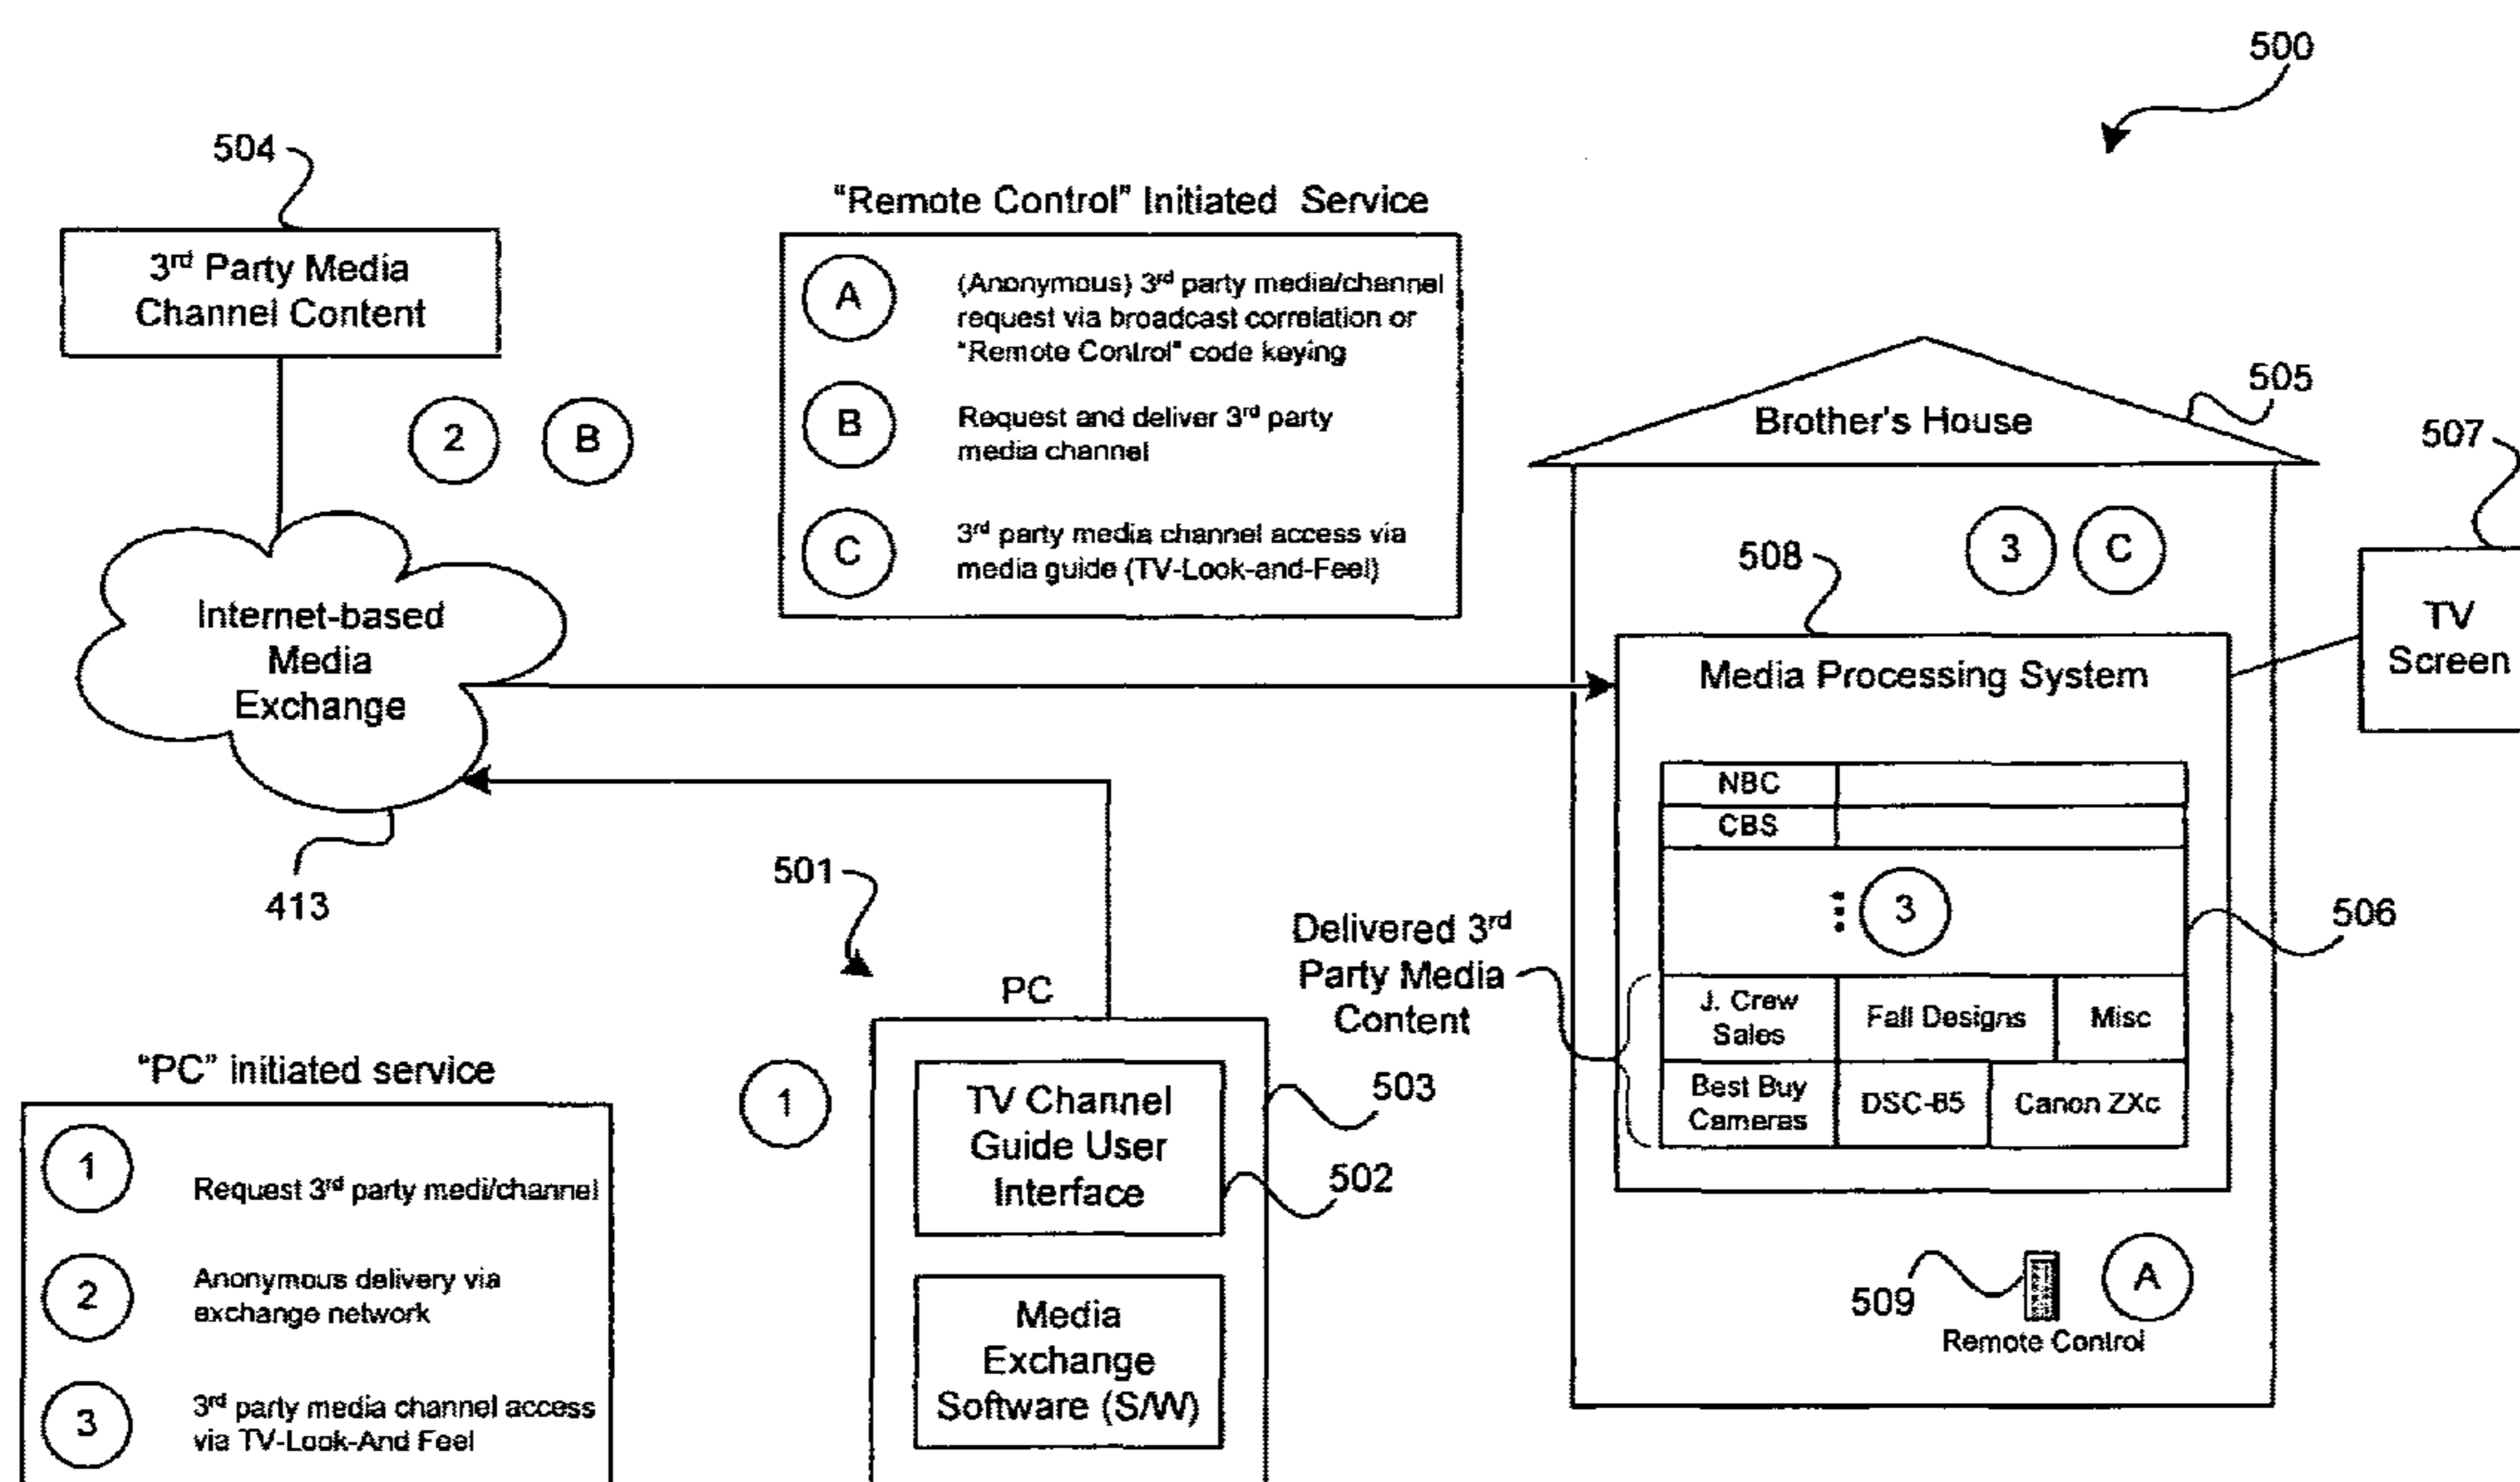 500
504
3rd Party Media
Channel Content
2
B
Internet-based
Media
Exchange
413
"Remote Control" Initiated Service
A
(Anonymous) 3rd party media/channel
request via broadcast correlation or
"Remote Control" code keying
B
Request and deliver 3rd party
media channel
C
3rd party media channel access via
media guide (TV-Look-and-Feel)
Brother's House
505
507
TV
Screen
3
C
508
Media Processing System
NBC
CBS
3
506
J. Crew
Sales
Fall Designs
Misc
Best Buy
Cameras
DSC-85
Canon ZXc
Delivered 3rd
Party Media
Content
509
Remote Control
A
501
PC
1
TV Channel
Guide User
Interface
503
502
Media
Exchange
Software (S/W)
"PC" initiated service
1
Request 3rd party medi/channel
2
Anonymous delivery via
exchange network
3
3rd party media channel access
via TV-Look-And Feel